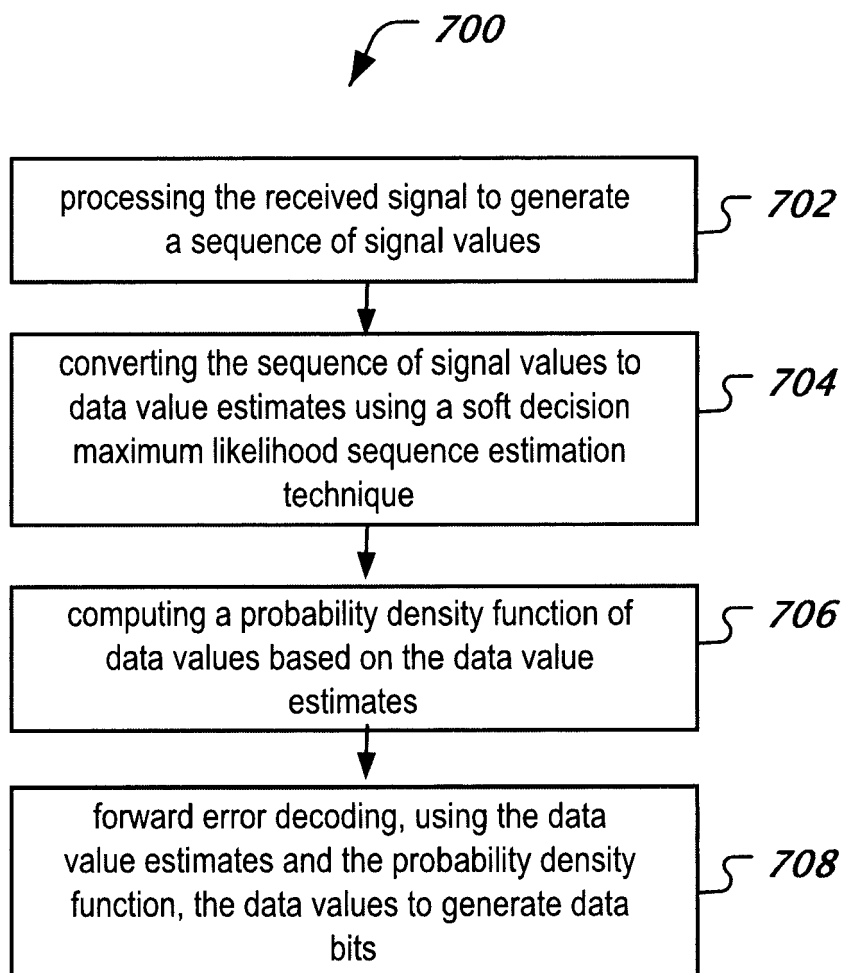 700
processing the received signal to generate
a sequence of signal values
702
converting the sequence of signal values to
data value estimates using a soft decision
maximum likelihood sequence estimation
technique
704
computing a probability density function of
data values based on the data value
estimates
706
forward error decoding, using the data
value estimates and the probability density
function, the data values to generate data
bits
708